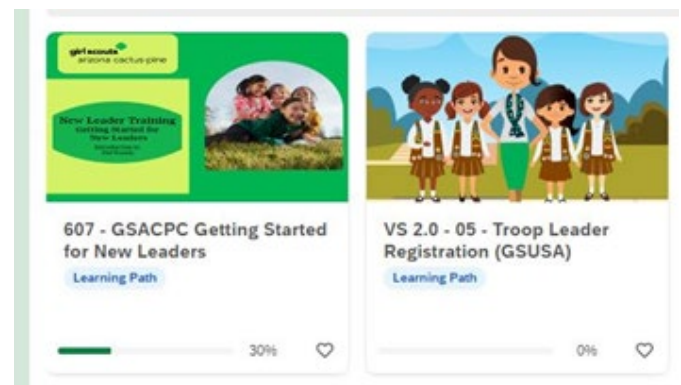 girl scouts
arizona cactus-pine
New Leader Training
Getting Started for
New Leaders
607 - GSACPC Getting Started
for New Leaders
Learning Path
30%
VS 2.0 - 05 - Troop Leader
Registration (GSUSA)
Learning Path
0%